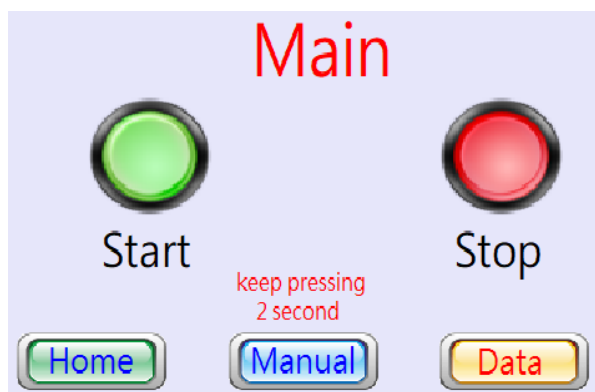 Main
Start
Stop
keep pressing
2 second
Home
Manual
Data